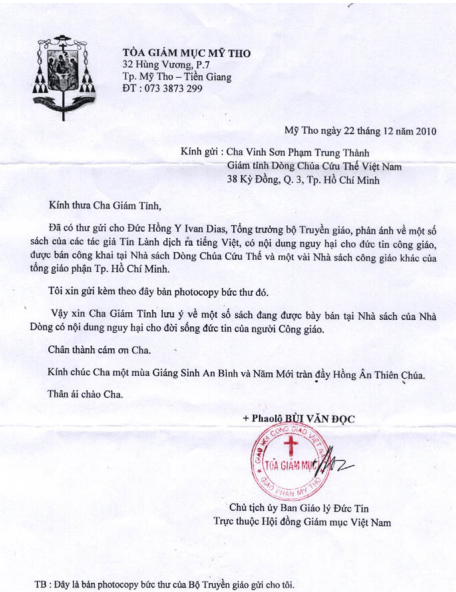 TÒA GIÁM MỤC MỸ THO
32 Hùng Vương, P.7
Tp. Mỹ Tho – Tiền Giang
ĐT : 073 3873 299
Mỹ Tho ngày 22 tháng 12 năm 2010
Kính gửi : Cha Vinh Sơn Phạm Trung Thành
Giám tỉnh Dòng Chúa Cứu Thế Việt Nam
38 Kỳ Đồng, Q. 3, Tp. Hồ Chí Minh
Kính thưa Cha Giám Tỉnh,
Đã có thư gửi cho Đức Hồng Y Ivan Dias, Tổng trưởng bộ Truyền giáo, phản ánh về một số
sách của các tác giả Tin Lành dịch ra tiếng Việt, có nội dung nguy hại cho đức tin công giáo,
được bán công khai tại Nhà sách Dòng Chúa Cứu Thế và một vài Nhà sách công giáo khác của
tổng giáo phận Tp. Hồ Chí Minh.
Tôi xin gửi kèm theo đây bản photocopy bức thư đó.
Vậy xin Cha Giám Tỉnh lưu ý về một số sách đang được bày bán tại Nhà sách của Nhà
Dòng có nội dung nguy hại cho đời sống đức tin của người Công giáo.
Chân thành cám ơn Cha.
Kính chúc Cha một mùa Giáng Sinh An Bình và Năm Mới tràn đầy Hồng Ân Thiên Chúa.
Thân ái chào Cha.
+ Phaolô BÙI VĂN ĐỌC
TÒA GIÁM MỤC
GIÁO PHẬN MỸ THO
Chủ tịch ủy Ban Giáo lý Đức Tin
Trực thuộc Hội đồng Giám mục Việt Nam
TB : Đây là bản photocopy bức thư của Bộ Truyền giáo gửi cho tôi.